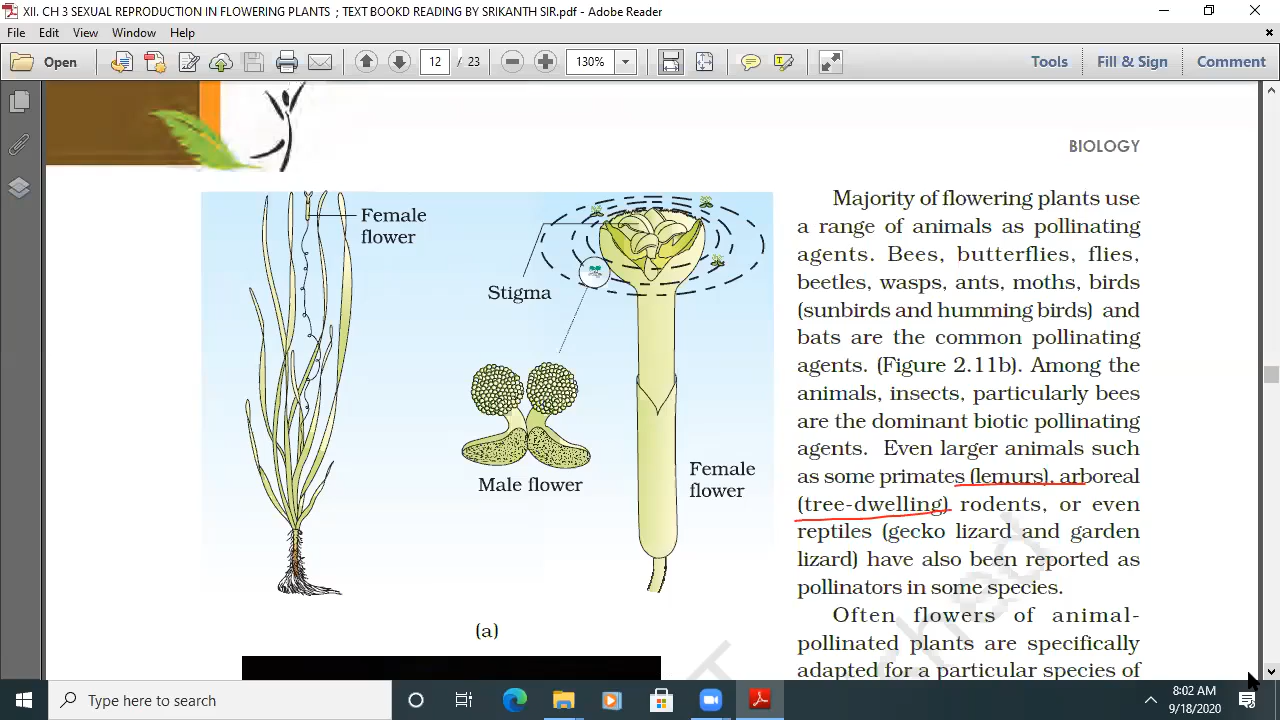 XII. CH 3 SEXUAL REPRODUCTION IN FLOWERING PLANTS ; TEXT BOOKD READING BY SRIKANTH SIR.pdf - Adobe Reader
File Edit View Window Help
Open 12 / 23 130% Tools Fill & Sign Comment
BIOLOGY
Female
flower
Stigma
Male flower
Female
flower
(a)
Majority of flowering plants use
a range of animals as pollinating
agents. Bees, butterflies, flies,
beetles, wasps, ants, moths, birds
(sunbirds and humming birds) and
bats are the common pollinating
agents. (Figure 2.11b). Among the
animals, insects, particularly bees
are the dominant biotic pollinating
agents. Even larger animals such
as some primates (lemurs), arboreal
(tree-dwelling) rodents, or even
reptiles (gecko lizard and garden
lizard) have also been reported as
pollinators in some species.
Often flowers of animal-
pollinated plants are specifically
adapted for a particular species of
Type here to search
8:02 AM
9/18/2020